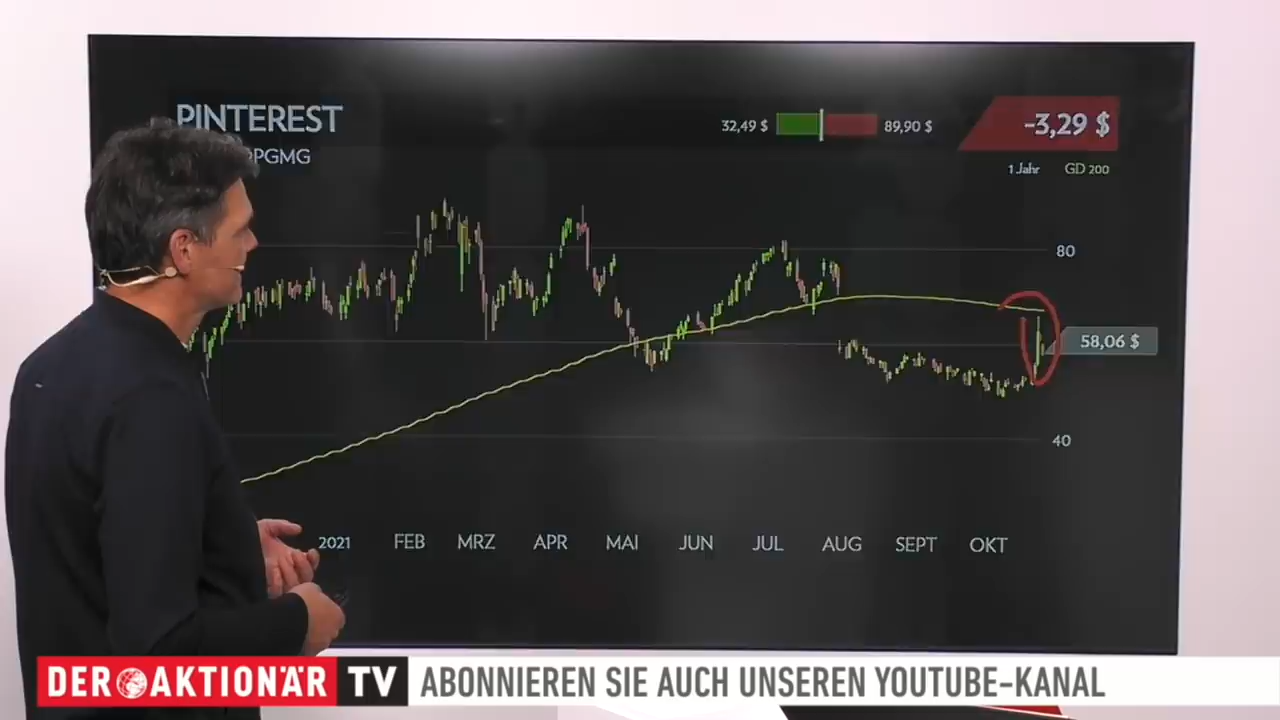 PINTEREST
PGMG
32,49 $ 89,90 $
-3,29 $
1 Jahr GD 200
80
58,06 $
40
2021 FEB MRZ APR MAI JUN JUL AUG SEPT OKT
DER AKTIONÄR TV ABONNIEREN SIE AUCH UNSEREN YOUTUBE-KANAL